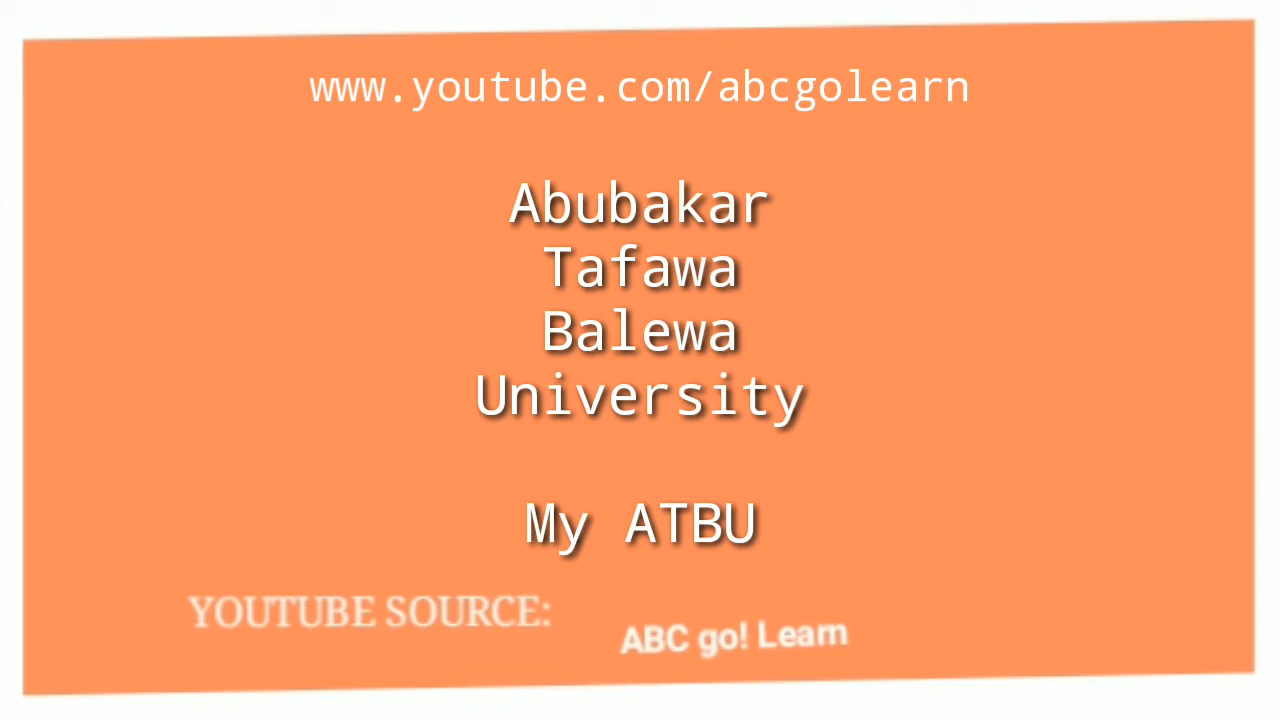 www.youtube.com/abcgolearn
Abubakar
Tafawa
Balewa
University
My ATBU
YOUTUBE SOURCE:
ABC go! Learn